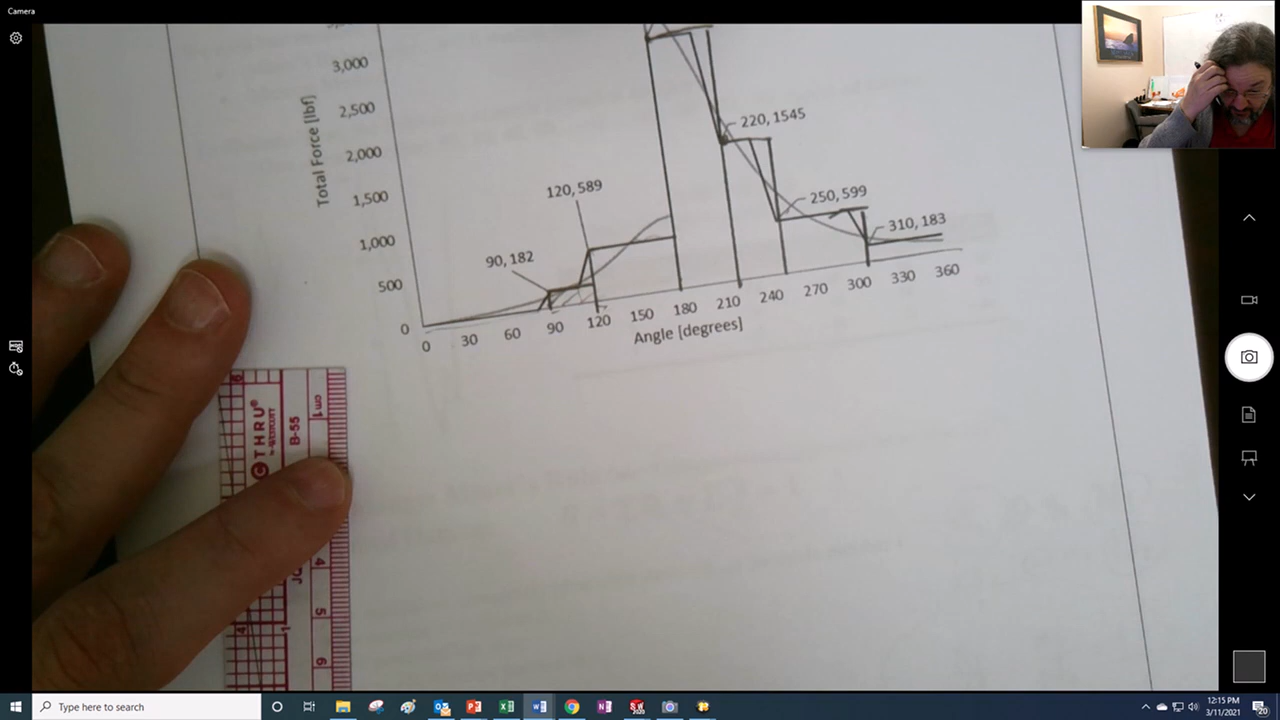 Camera
3,000
2,500
2,000
1,500
1,000
500
0
Total Force [lbf]
220, 1545
120, 589
250, 599
310, 183
90, 182
0 30 60 90 120 150 180 210 240 270 300 330 360
Angle [degrees]
C THRU®
B-55
cm 1
4
5
6
Type here to search
12:15 PM
3/11/2021
20